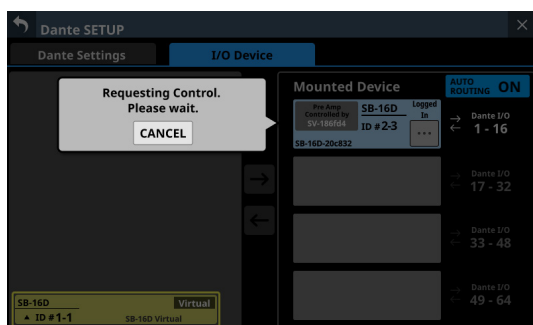 Dante SETUP
Dante Settings
I/O Device
Requesting Control.
Please wait.
CANCEL
Mounted Device
AUTO
ROUTING ON
Pre Amp
Controlled by
SV-186fd4
SB-16D
ID #2-3
Logged
In
...
SB-16D-20c832
Dante I/O
1 - 16
Dante I/O
17 - 32
Dante I/O
33 - 48
Dante I/O
49 - 64
SB-16D
Virtual
ID #1-1
SB-16D Virtual